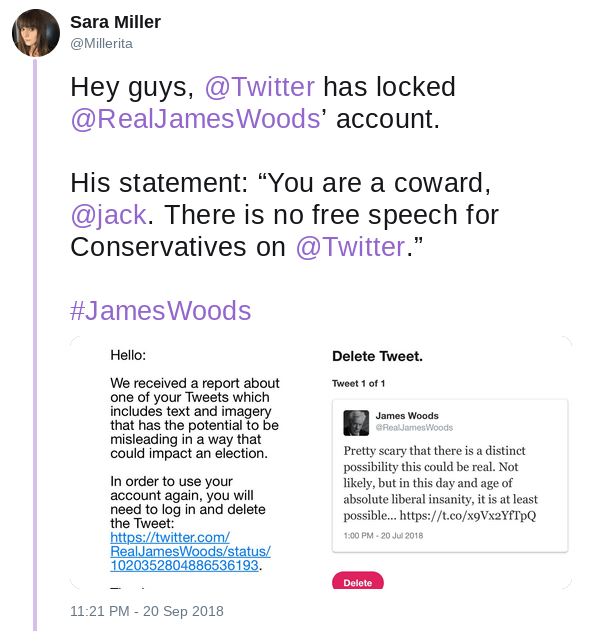 Sara Miller
@Millerita
Hey guys, @Twitter has locked
@RealJamesWoods’ account.
His statement: “You are a coward,
@jack. There is no free speech for
Conservatives on @Twitter.”
#JamesWoods
Hello:
We received a report about
one of your Tweets which
includes text and imagery
that has the potential to be
misleading in a way that
could impact an election.
In order to use your
account again, you will
need to log in and delete
the Tweet:
https://twitter.com/
RealJamesWoods/status/
1020352804886536193.
Delete Tweet.
Tweet 1 of 1
James Woods
@RealJamesWoods
Pretty scary that there is a distinct
possibility this could be real. Not
likely, but in this day and age of
absolute liberal insanity, it is at least
possible... https://t.co/x9Vx2YfTpQ
1:00 PM - 20 Jul 2018
Delete
11:21 PM - 20 Sep 2018